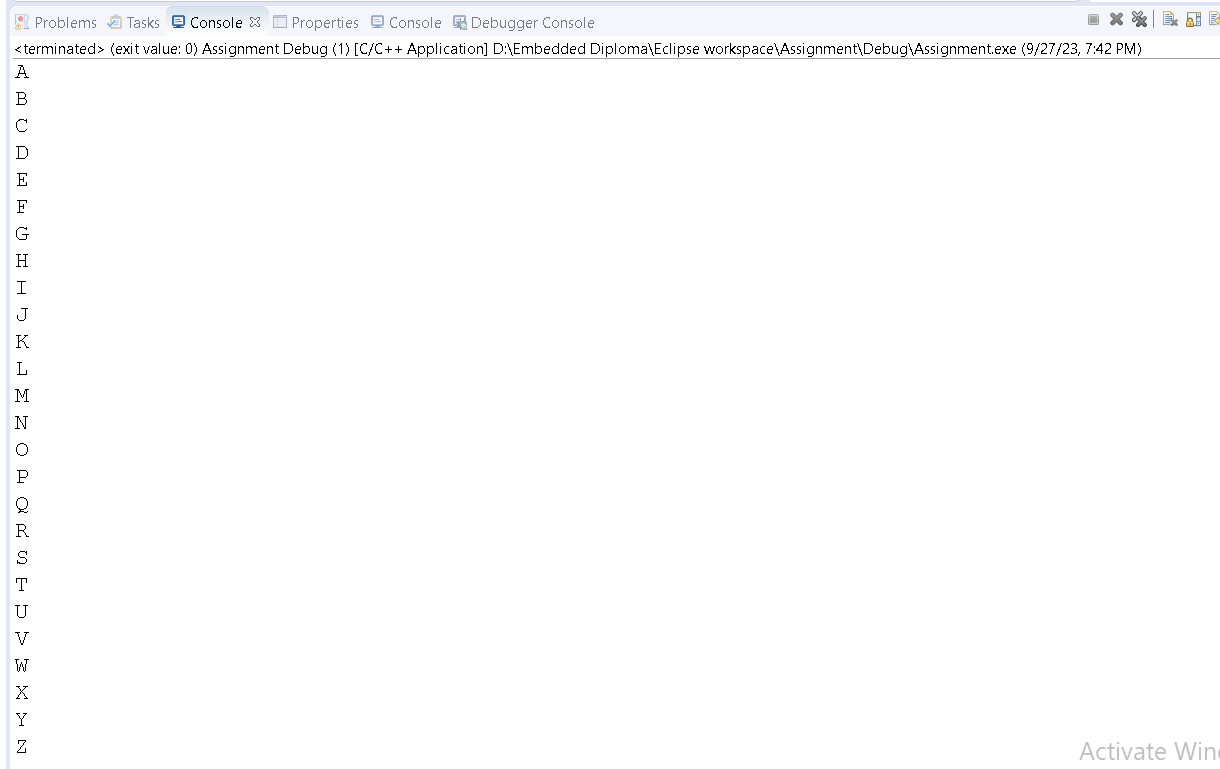 Problems Tasks Console Properties Console Debugger Console
<terminated> (exit value: 0) Assignment Debug (1) [C/C++ Application] D:\Embedded Diploma\Eclipse workspace\Assignment\Debug\Assignment.exe (9/27/23, 7:42 PM)
A
B
C
D
E
F
G
H
I
J
K
L
M
N
O
P
Q
R
S
T
U
V
W
X
Y
Z
Activate Win